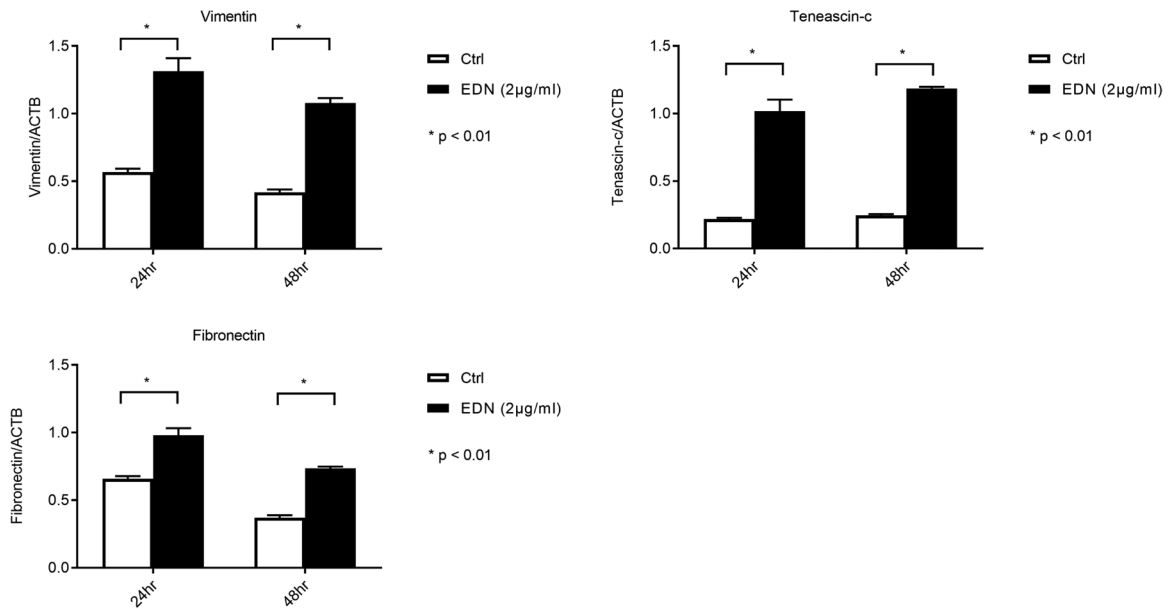 Vimentin
*
*
1.5
1.0
0.5
0.0
Vimentin/ACTB
24hr
48hr
Ctrl
EDN (2μg/ml)
* p < 0.01
Teneascin-c
*
*
1.5
1.0
0.5
0.0
Tenascin-c/ACTB
24hr
48hr
Ctrl
EDN (2μg/ml)
* p < 0.01
Fibronectin
*
*
1.5
1.0
0.5
0.0
Fibronectin/ACTB
24hr
48hr
Ctrl
EDN (2μg/ml)
* p < 0.01